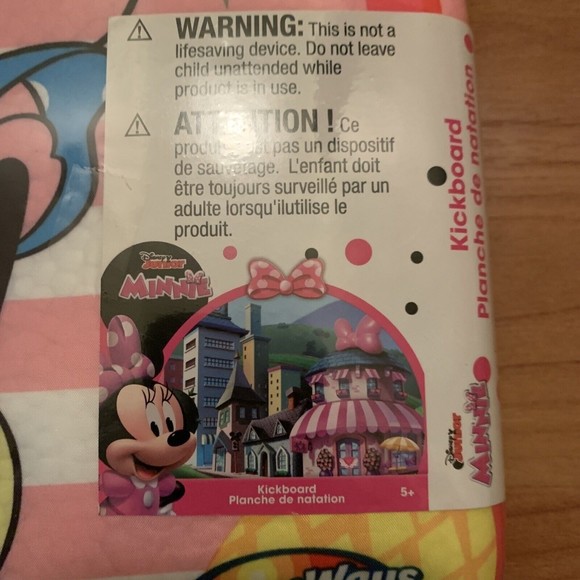 WARNING: This is not a
lifesaving device. Do not leave
child unattended while
product is in use.
ATTENTION ! Ce
produit est pas un dispositif
de sauvetage. L'enfant doit
être toujours surveillé par un
adulte lorsqu'ilutilise le
produit.
Disney
Junior
MINNIE
Kickboard
Planche de natation
5+
Kickboard
Planche de natation
Disney
Junior
MINNIE
Ways